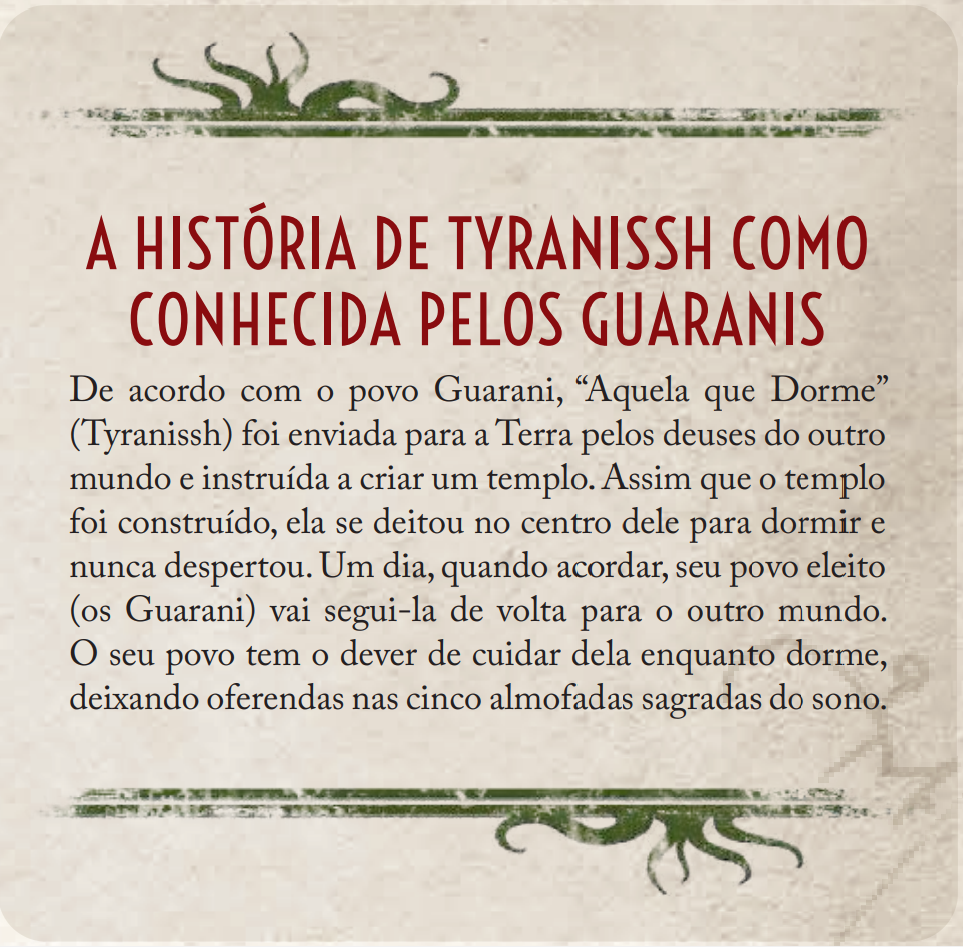 A HISTÓRIA DE TYRANISSH COMO
CONHECIDA PELOS GUARANIS
De acordo com o povo Guarani, “Aquela que Dorme”
(Tyranissh) foi enviada para a Terra pelos deuses do outro
mundo e instruída a criar um templo. Assim que o templo
foi construído, ela se deitou no centro dele para dormir e
nunca despertou. Um dia, quando acordar, seu povo eleito
(os Guarani) vai segui-la de volta para o outro mundo.
O seu povo tem o dever de cuidar dela enquanto dorme,
deixando oferendas nas cinco almofadas sagradas do sono.